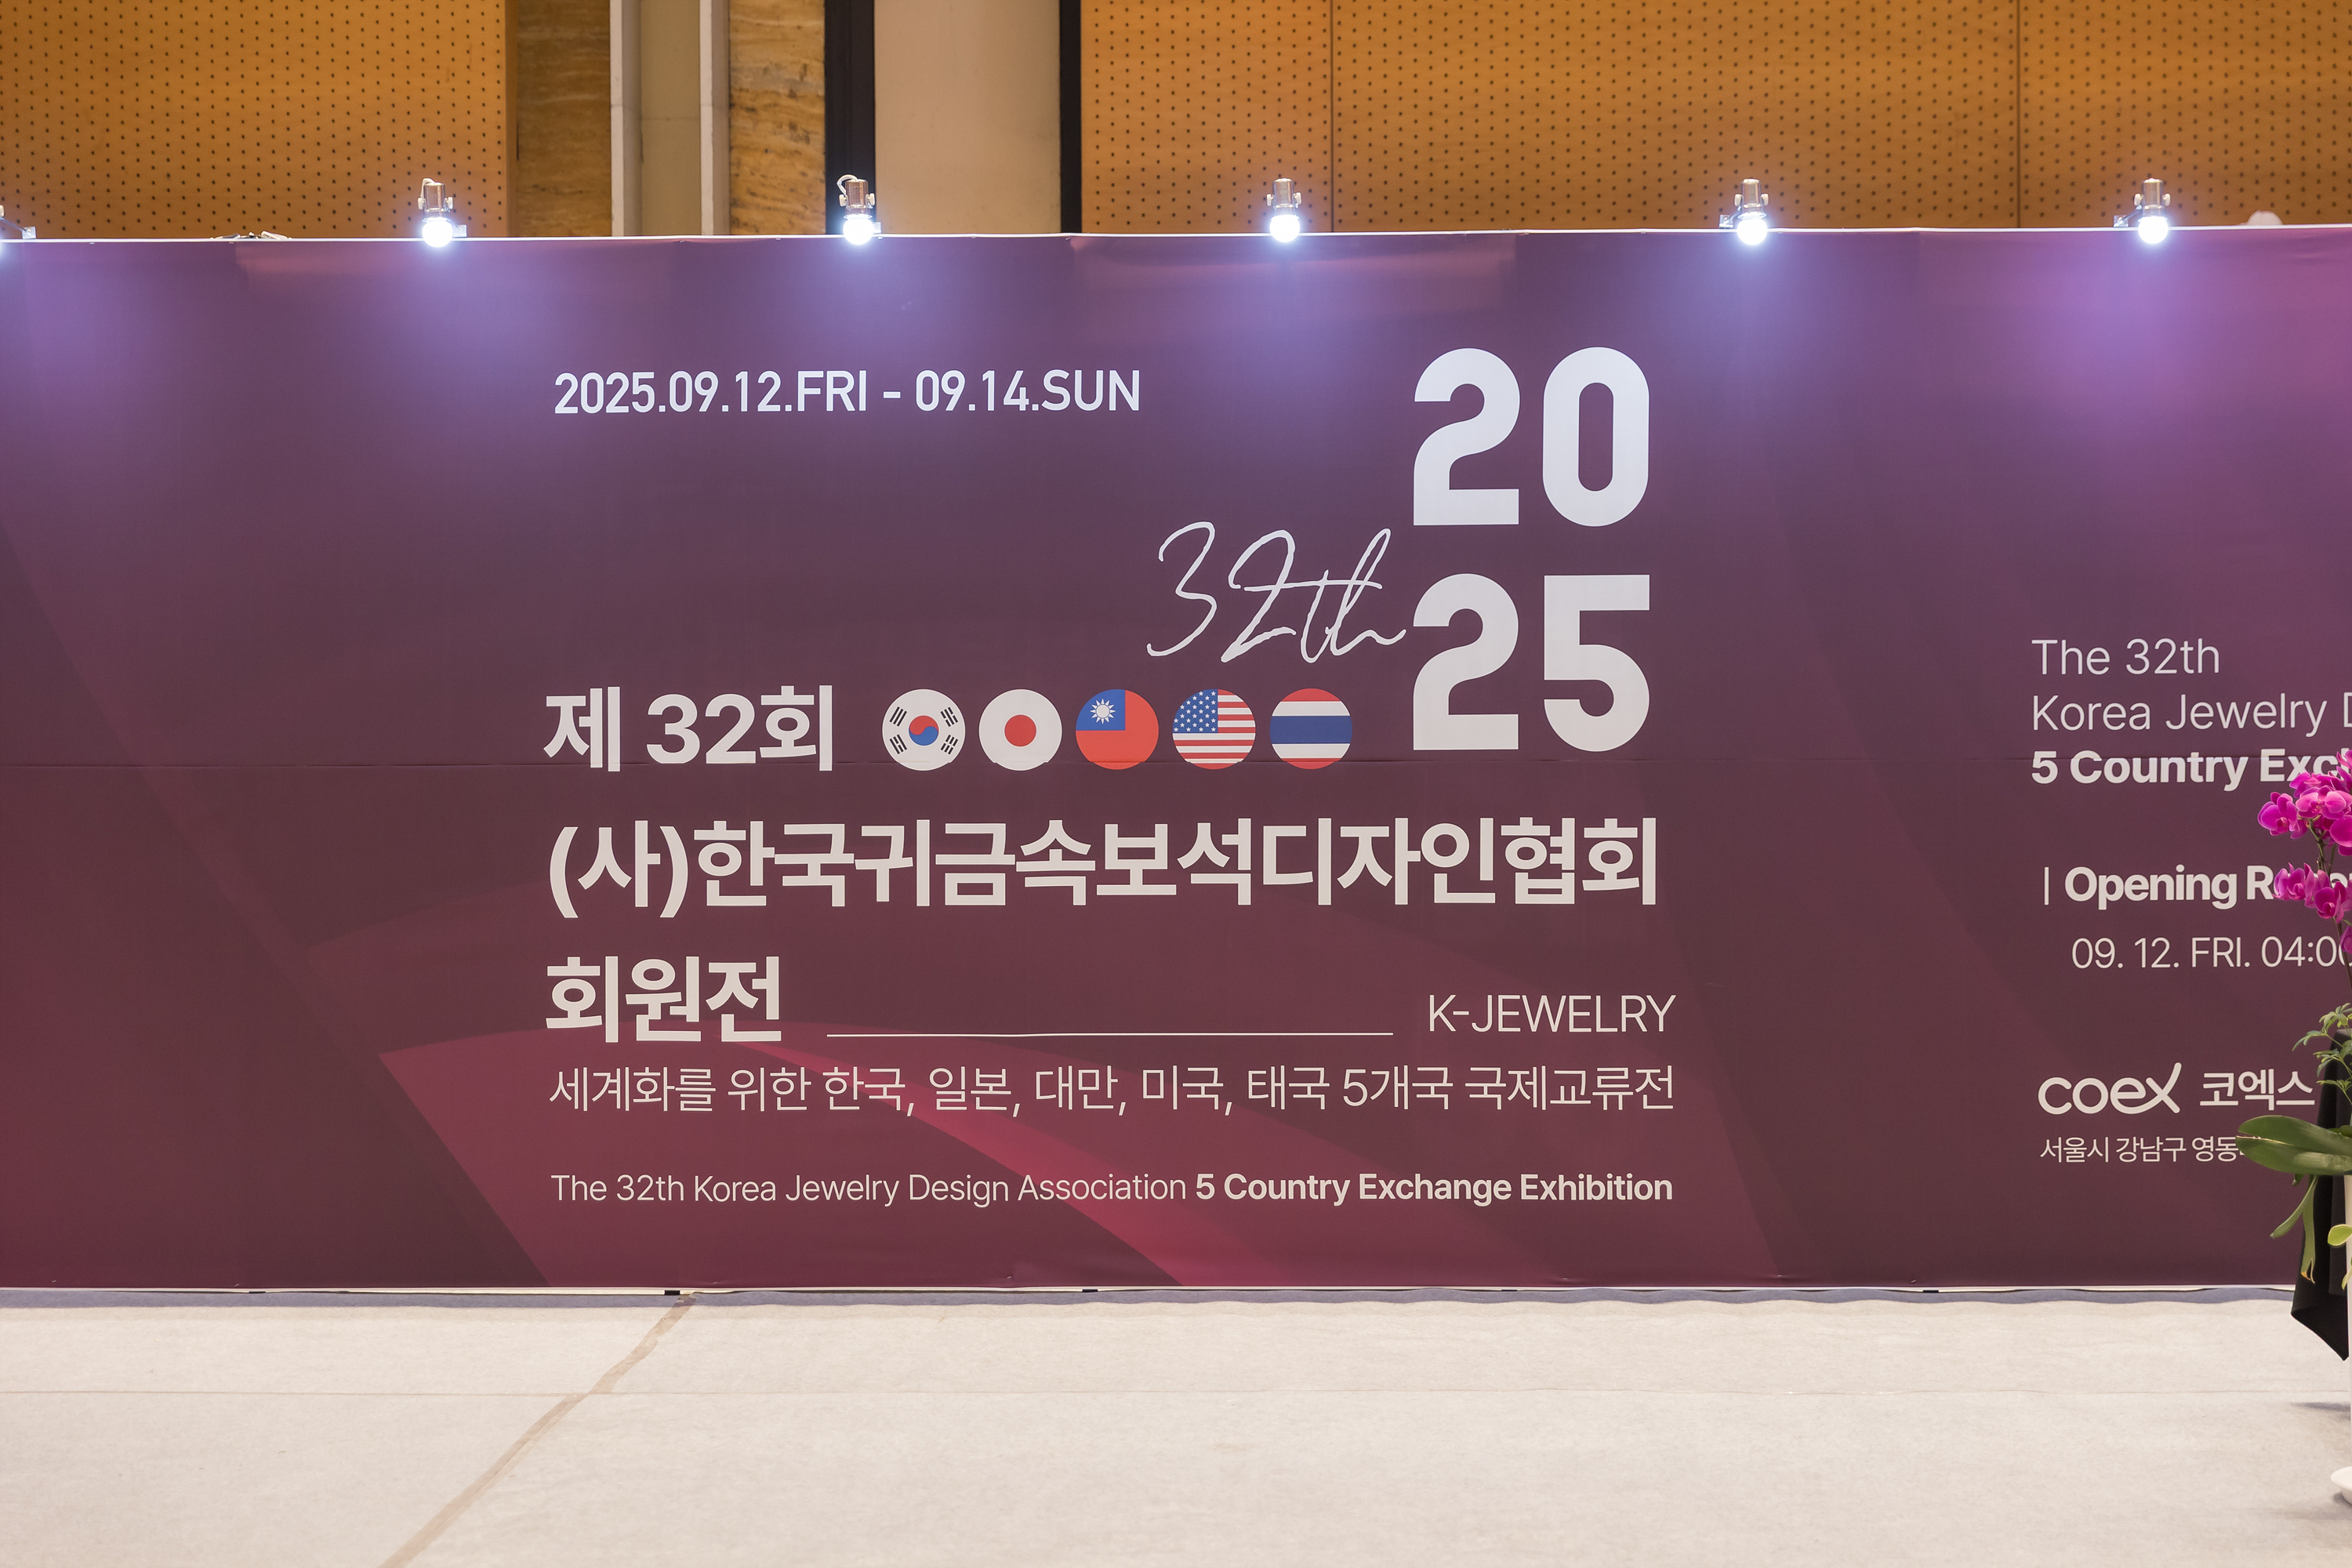 2025.09.12.FRI - 09.14.SUN
20
25
32th
제 32회
(사)한국귀금속보석디자인협회
회원전
K-JEWELRY
세계화를 위한 한국, 일본, 대만, 미국, 태국 5개국 국제교류전
The 32th Korea Jewelry Design Association 5 Country Exchange Exhibition
The 32th
Korea Jewelry
5 Country
| Opening
09. 12. FRI.
coex 코엑스
서울시 강남구